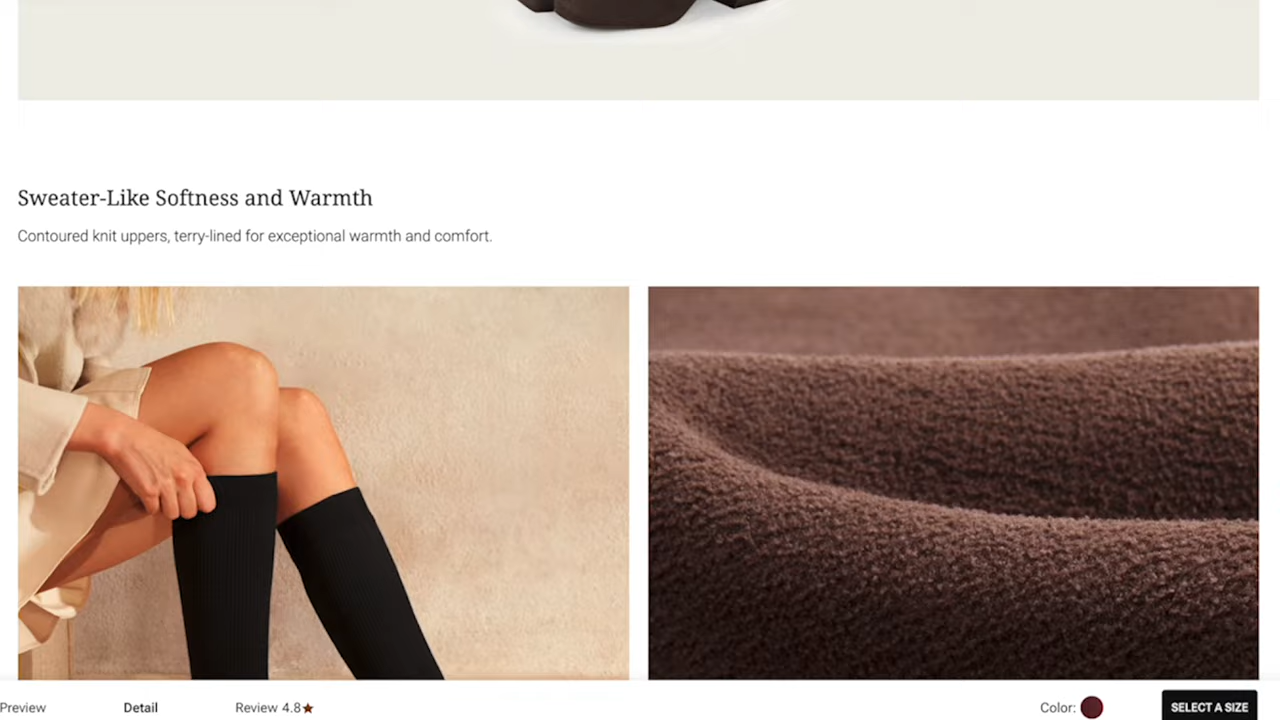 Sweater-Like Softness and Warmth
Contoured knit uppers, terry-lined for exceptional warmth and comfort.
Preview
Detail
Review 4.8★
Color:
SELECT A SIZE